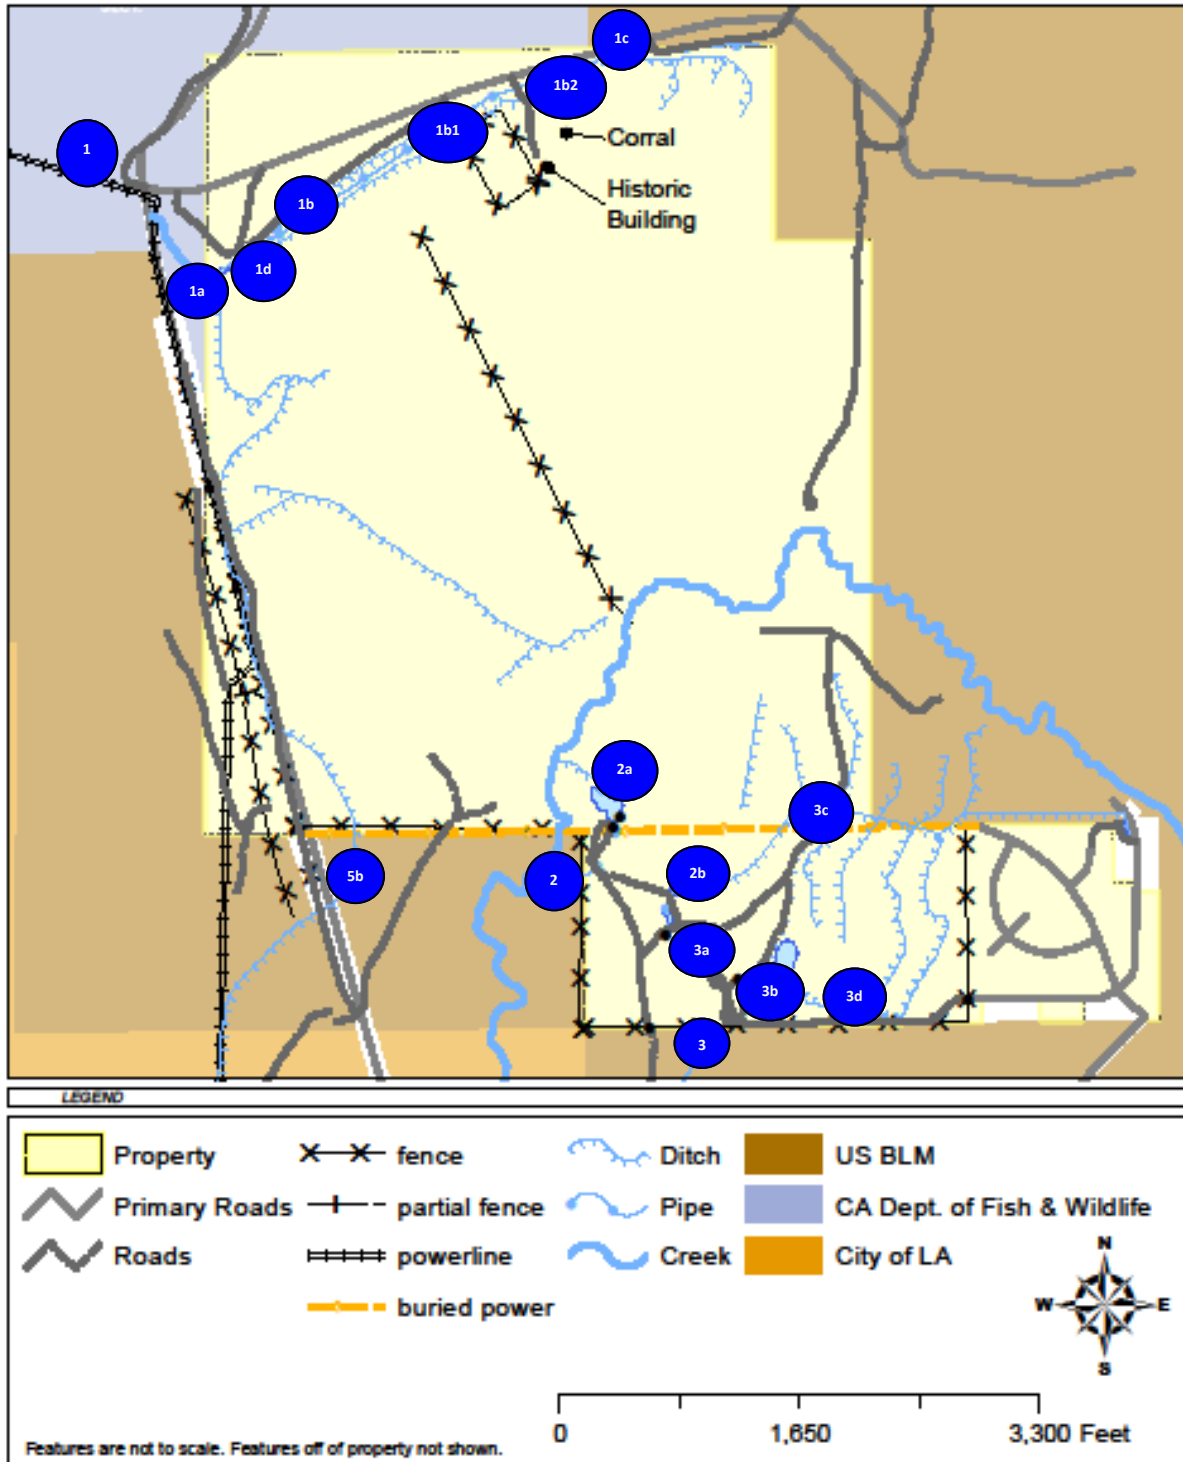 1c
1b2
1b1
Corral
1
Historic
Building
1b
1d
1a
2a
3c
5b
2
2b
3a
3b
3d
3
LEGEND
Property
fence
Ditch
US BLM
Primary Roads
partial fence
Pipe
CA Dept. of Fish & Wildlife
Roads
powerline
Creek
City of LA
buried power
N
W
E
S
0
1,650
3,300 Feet
Features are not to scale. Features off of property not shown.